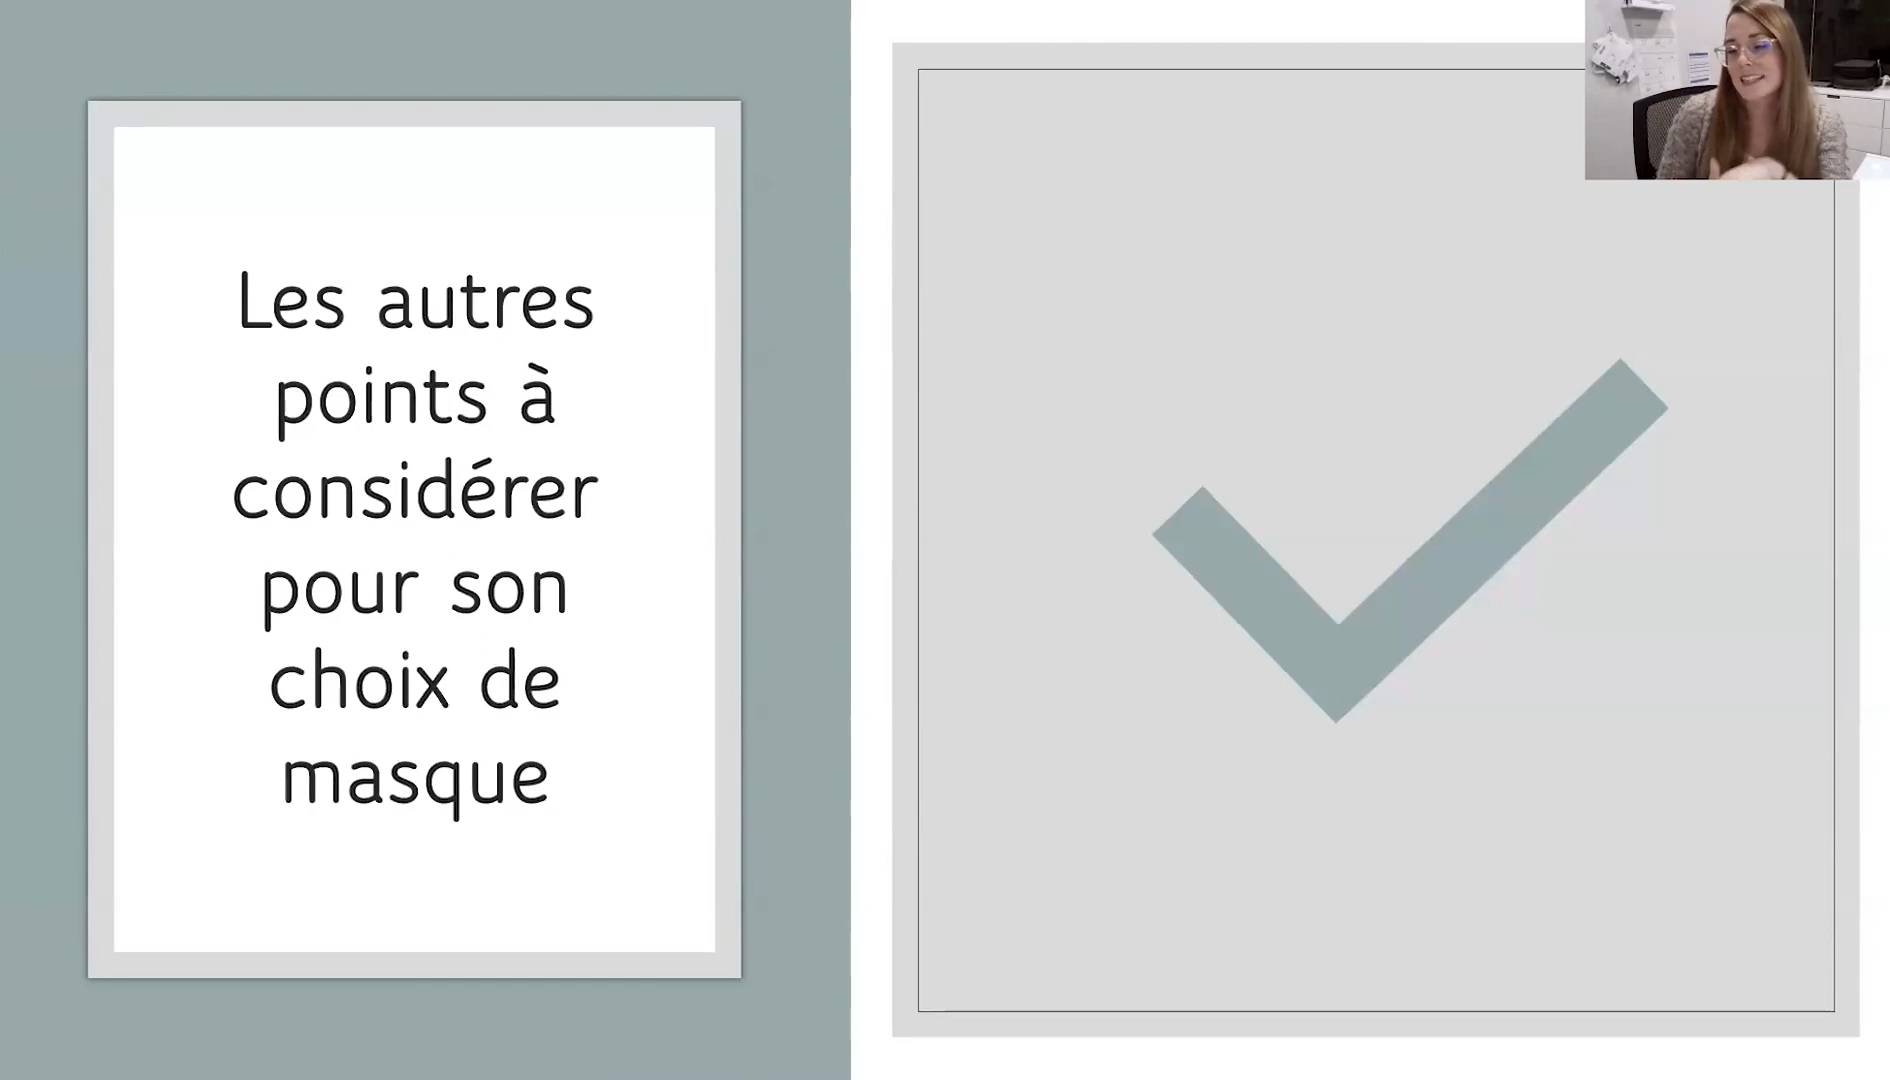 Les autres
points à
considérer
pour son
choix de
masque